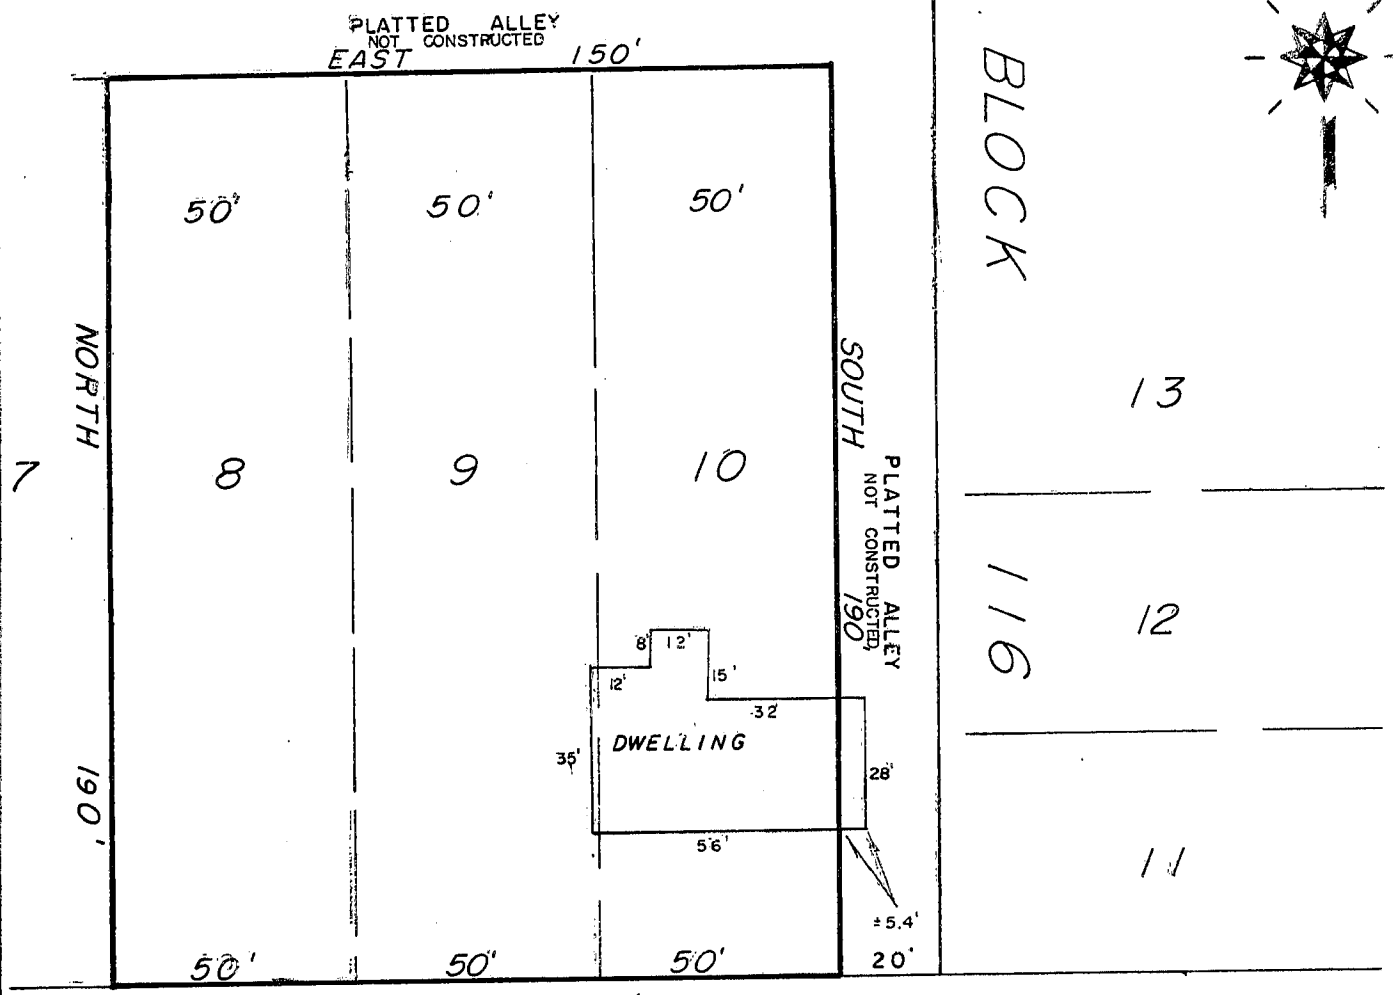 PLATTED ALLEY
NOT CONSTRUCTED
EAST 150'
BLOCK
50'
50'
50'
NORTH
SOUTH
13
7
8
9
10
PLATTED ALLEY
NOT CONSTRUCTED
190'
116
12
8'
12'
12'
15'
32'
DWELLING
35'
28'
190'
56'
11
±5.4'
50'
50'
50'
20'